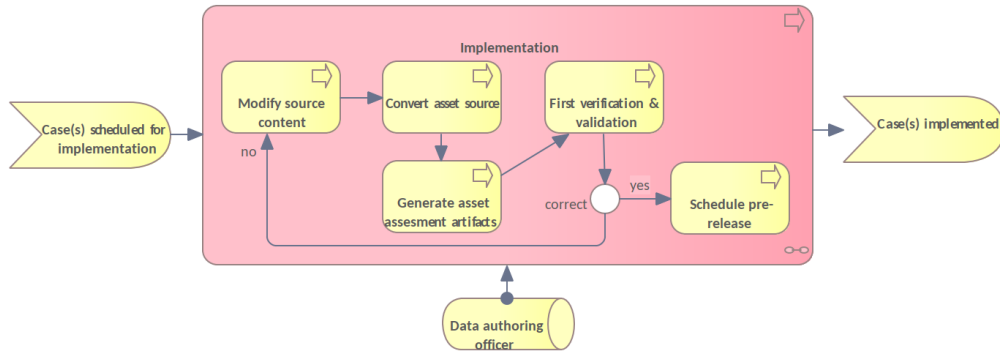 Implementation
Modify source
content
Convert asset source
First verification &
validation
Case(s) scheduled for
implementation
Case(s) implemented
no
Generate asset
assesment artifacts
correct
yes
Schedule pre-
release
Data authoring
officer